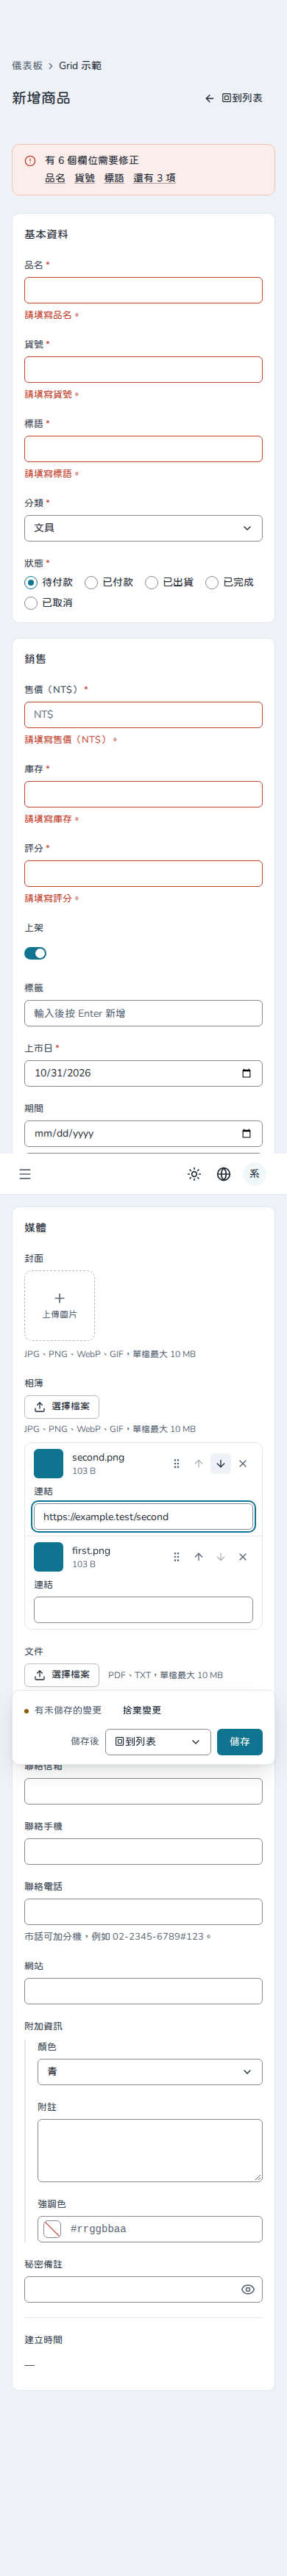 儀表板 > Grid 示範
新增商品
回到列表
有 6 個欄位需要修正
品名 貨號 標語 還有 3 項
基本資料
品名 *
請填寫品名。
貨號 *
請填寫貨號。
標語 *
請填寫標語。
分類 *
文具
狀態 *
待付款 已付款 已出貨 已完成
已取消
銷售
售價（NT$） *
NT$
請填寫售價（NT$）。
庫存 *
請填寫庫存。
評分 *
請填寫評分。
上架
標籤
輸入後按 Enter 新增
上市日 *
10/31/2026
期間
mm/dd/yyyy
系
媒體
封面
上傳圖片
JPG、PNG、WebP、GIF，單檔最大 10 MB
相簿
選擇檔案
JPG、PNG、WebP、GIF，單檔最大 10 MB
second.png
103 B
連結
https://example.test/second
first.png
103 B
連結
文件
選擇檔案 PDF、TXT，單檔最大 10 MB
有未儲存的變更 捨棄變更
儲存後 回到列表 儲存
聯絡信箱
聯絡手機
聯絡電話
市話可加分機，例如 02-2345-6789#123。
網站
附加資訊
顏色
青
附註
強調色
#rrggbbaa
秘密備註
建立時間
—